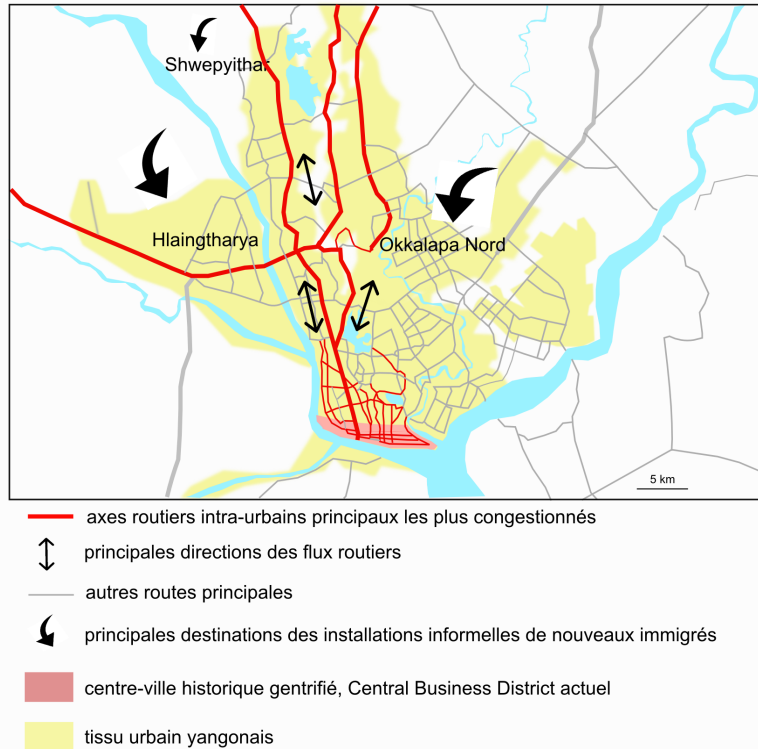 Shwepyithar
Hlaingtharya
Okkalapa Nord
5 km
axes routiers intra-urbains principaux les plus congestionnés
principales directions des flux routiers
autres routes principales
principales destinations des installations informelles de nouveaux immigrés
centre-ville historique gentrifié, Central Business District actuel
tissu urbain yangonais